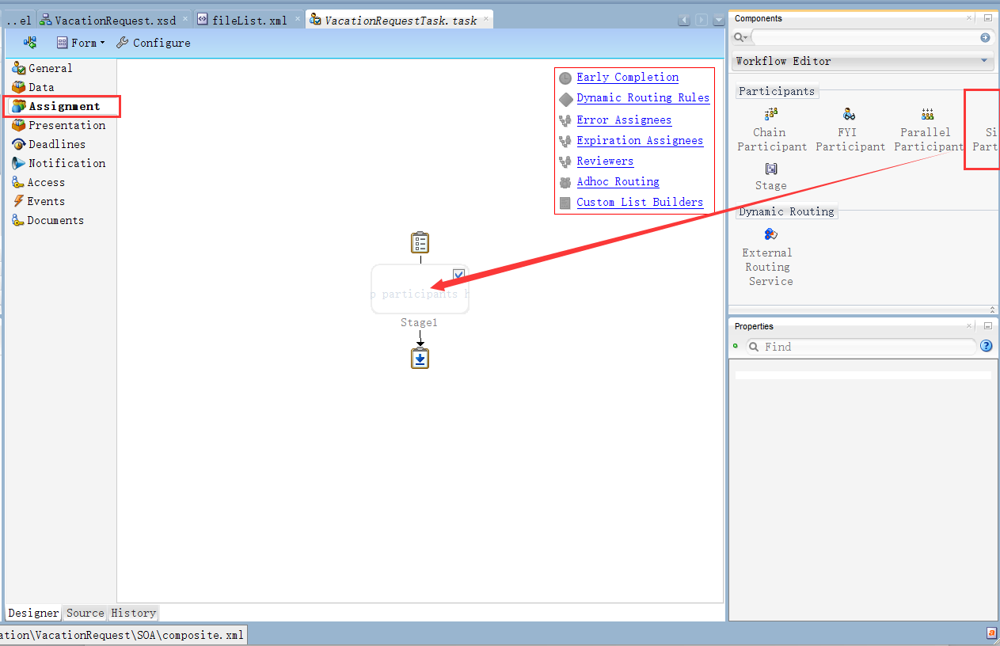 ..el VacationRequest.xsd fileList.xml VacationRequestTask.task
Form Configure
General
Data
Assignment
Presentation
Deadlines
Notification
Access
Events
Documents
Early Completion
Dynamic Routing Rules
Error Assignees
Expiration Assignees
Reviewers
Adhoc Routing
Custom List Builders
p participants h
Stage1
Designer Source History
ation\VacationRequest\SOA\composite.xml
Components
Workflow Editor
Participants
Chain Participant
FYI Participant
Parallel Participant
Si
Part
Stage
Dynamic Routing
External
Routing
Service
Properties
Find
?
a